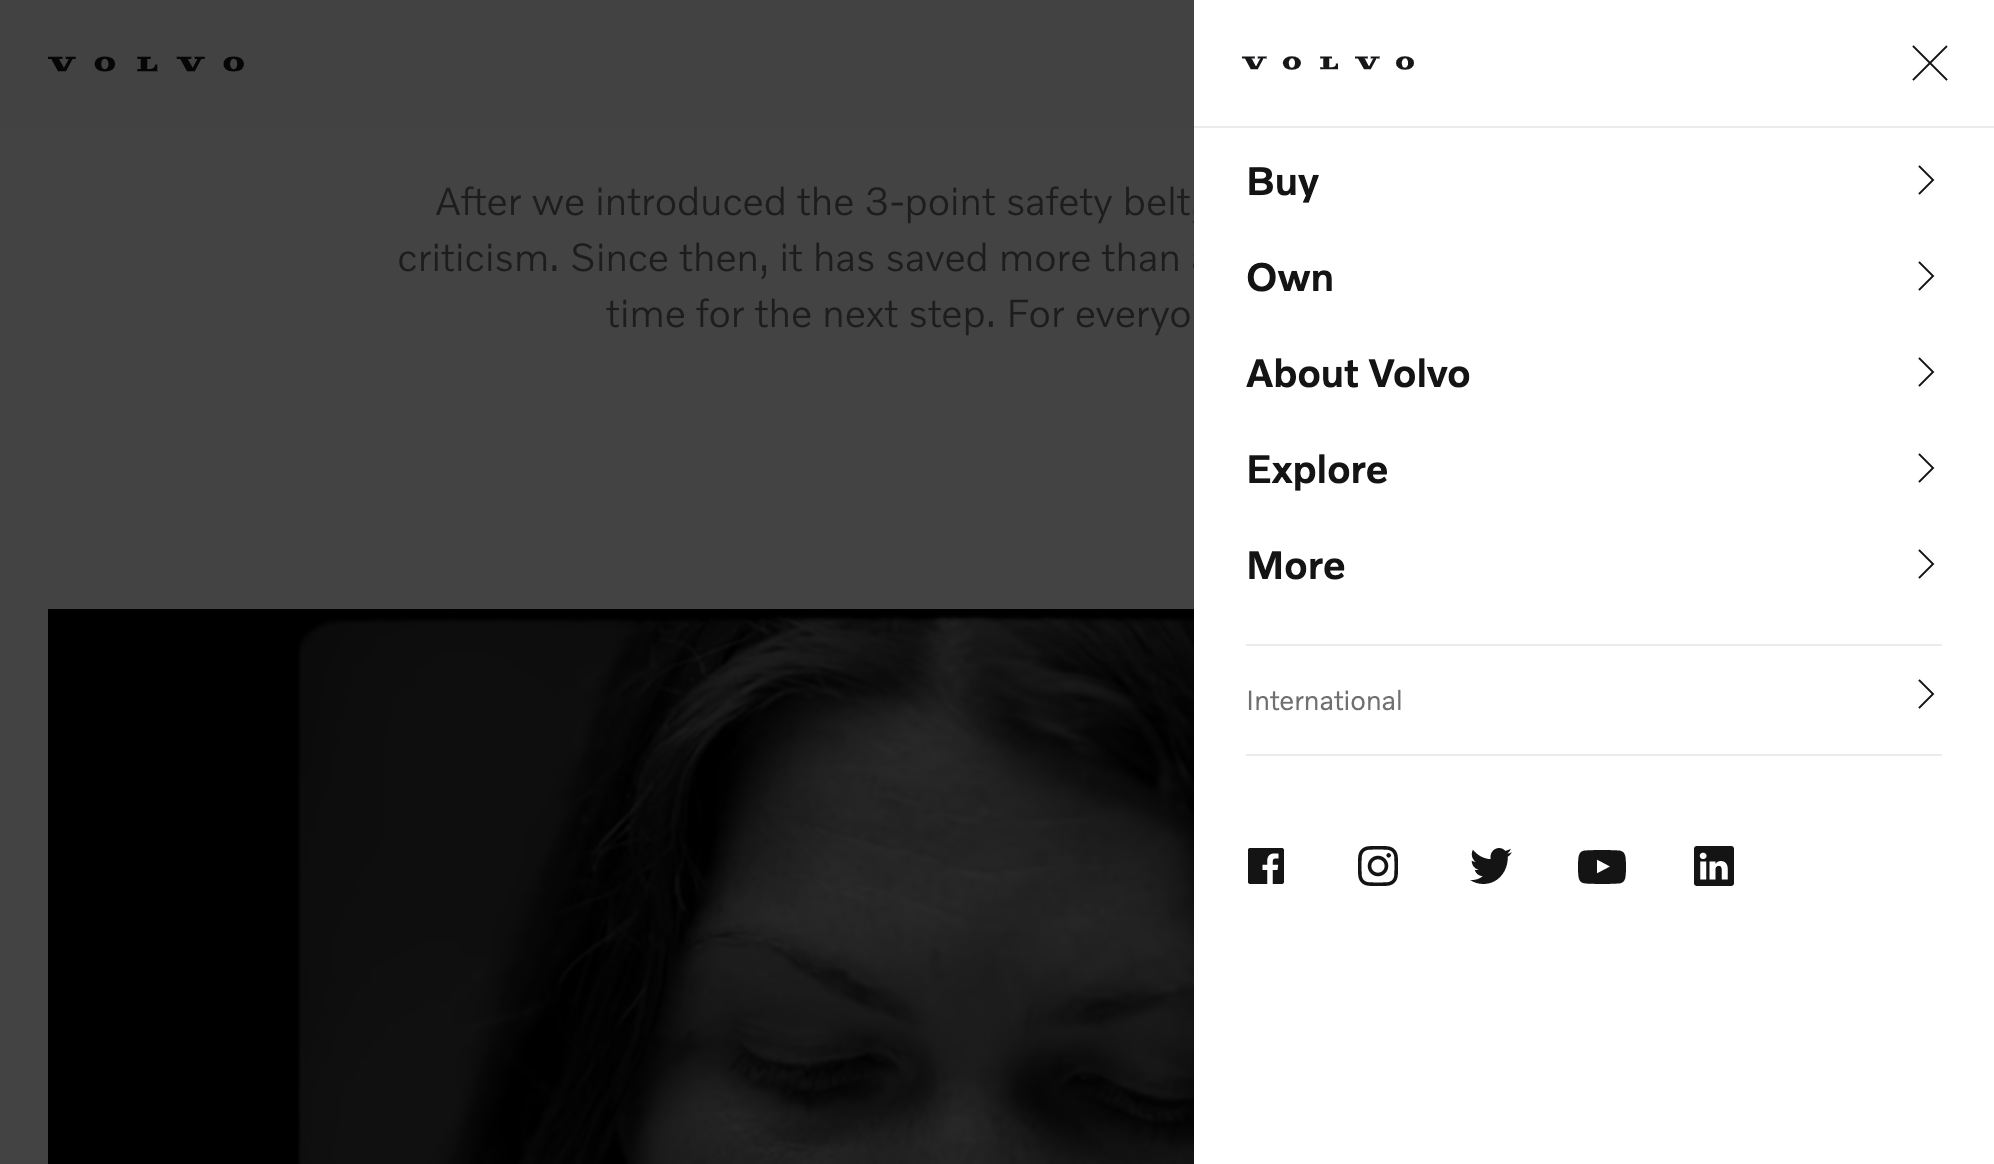 VOLVO
After we introduced the 3-point safety belt,
criticism. Since then, it has saved more than
time for the next step. For everyo
VOLVO
Buy
Own
About Volvo
Explore
More
International